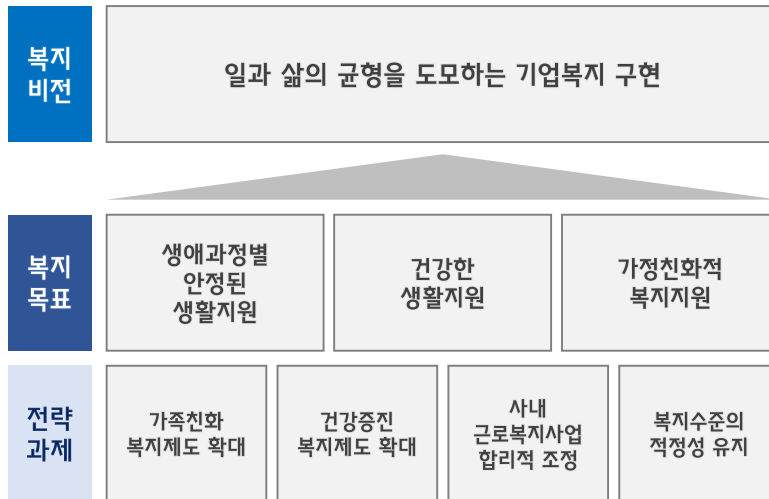 복지
비전
일과 삶의 균형을 도모하는 기업복지 구현
복지
목표
생애과정별
안정된
생활지원
건강한
생활지원
가정친화적
복지지원
전략
과제
가족친화
복지제도 확대
건강증진
복지제도 확대
사내
근로복지사업
합리적 조정
복지수준의
적정성 유지